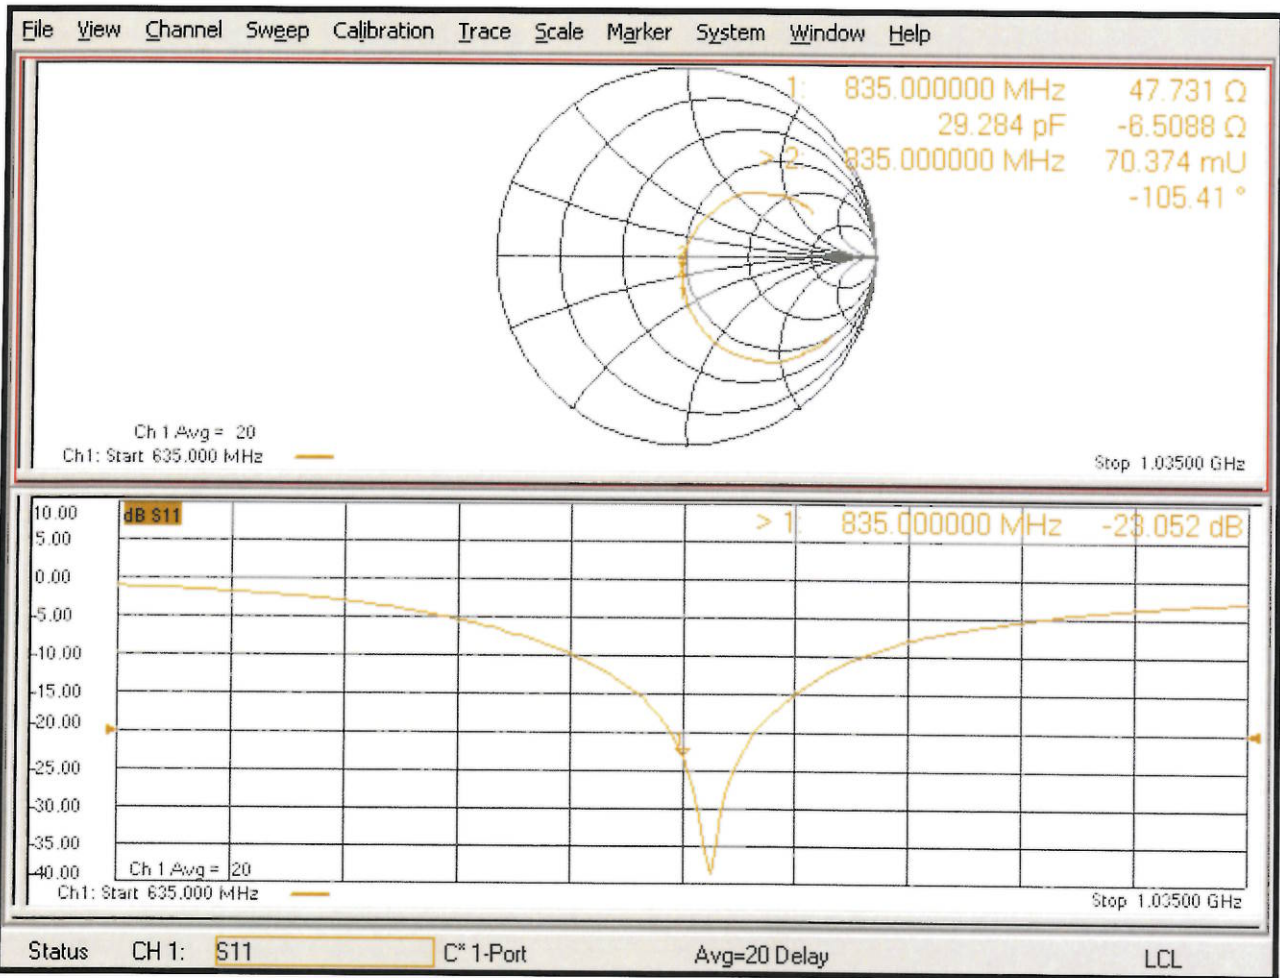 File View Channel Sweep Calibration Trace Scale Marker System Window Help
1: 835.000000 MHz 47.731 Ω
29.284 pF -6.5088 Ω
> 2: 835.000000 MHz 70.374 mU
-105.41 °
Ch 1 Avg = 20
Ch1: Start 635.000 MHz
Stop 1.03500 GHz
dB S11
> 1: 835.000000 MHz -23.052 dB
10.00
5.00
0.00
-5.00
-10.00
-15.00
-20.00
-25.00
-30.00
-35.00
-40.00
1
Ch 1 Avg = 20
Ch1: Start 635.000 MHz
Stop 1.03500 GHz
Status CH 1: S11 C* 1-Port Avg=20 Delay LCL